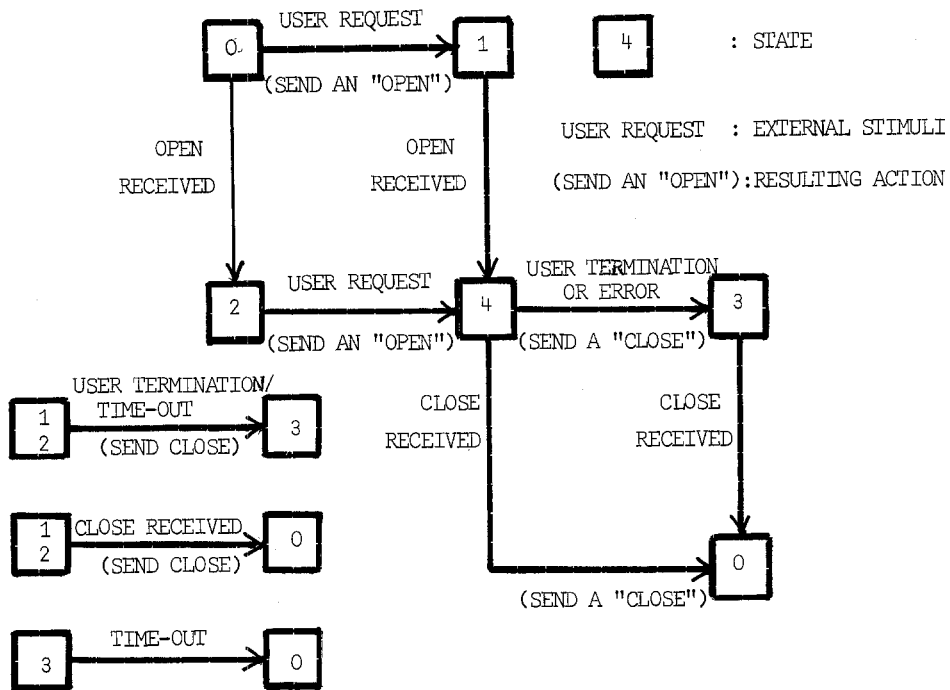 USER REQUEST
0
1
(SEND AN "OPEN")
4
: STATE
USER REQUEST : EXTERNAL STIMULI
(SEND AN "OPEN"):RESULTING ACTION
OPEN
RECEIVED
OPEN
RECEIVED
2
USER REQUEST
(SEND AN "OPEN")
4
USER TERMINATION
OR ERROR
(SEND A "CLOSE")
3
CLOSE
RECEIVED
CLOSE
RECEIVED
0
(SEND A "CLOSE")
1
2
USER TERMINATION/
TIME-OUT
(SEND CLOSE)
3
1
2
CLOSE RECEIVED
(SEND CLOSE)
0
3
TIME-OUT
0